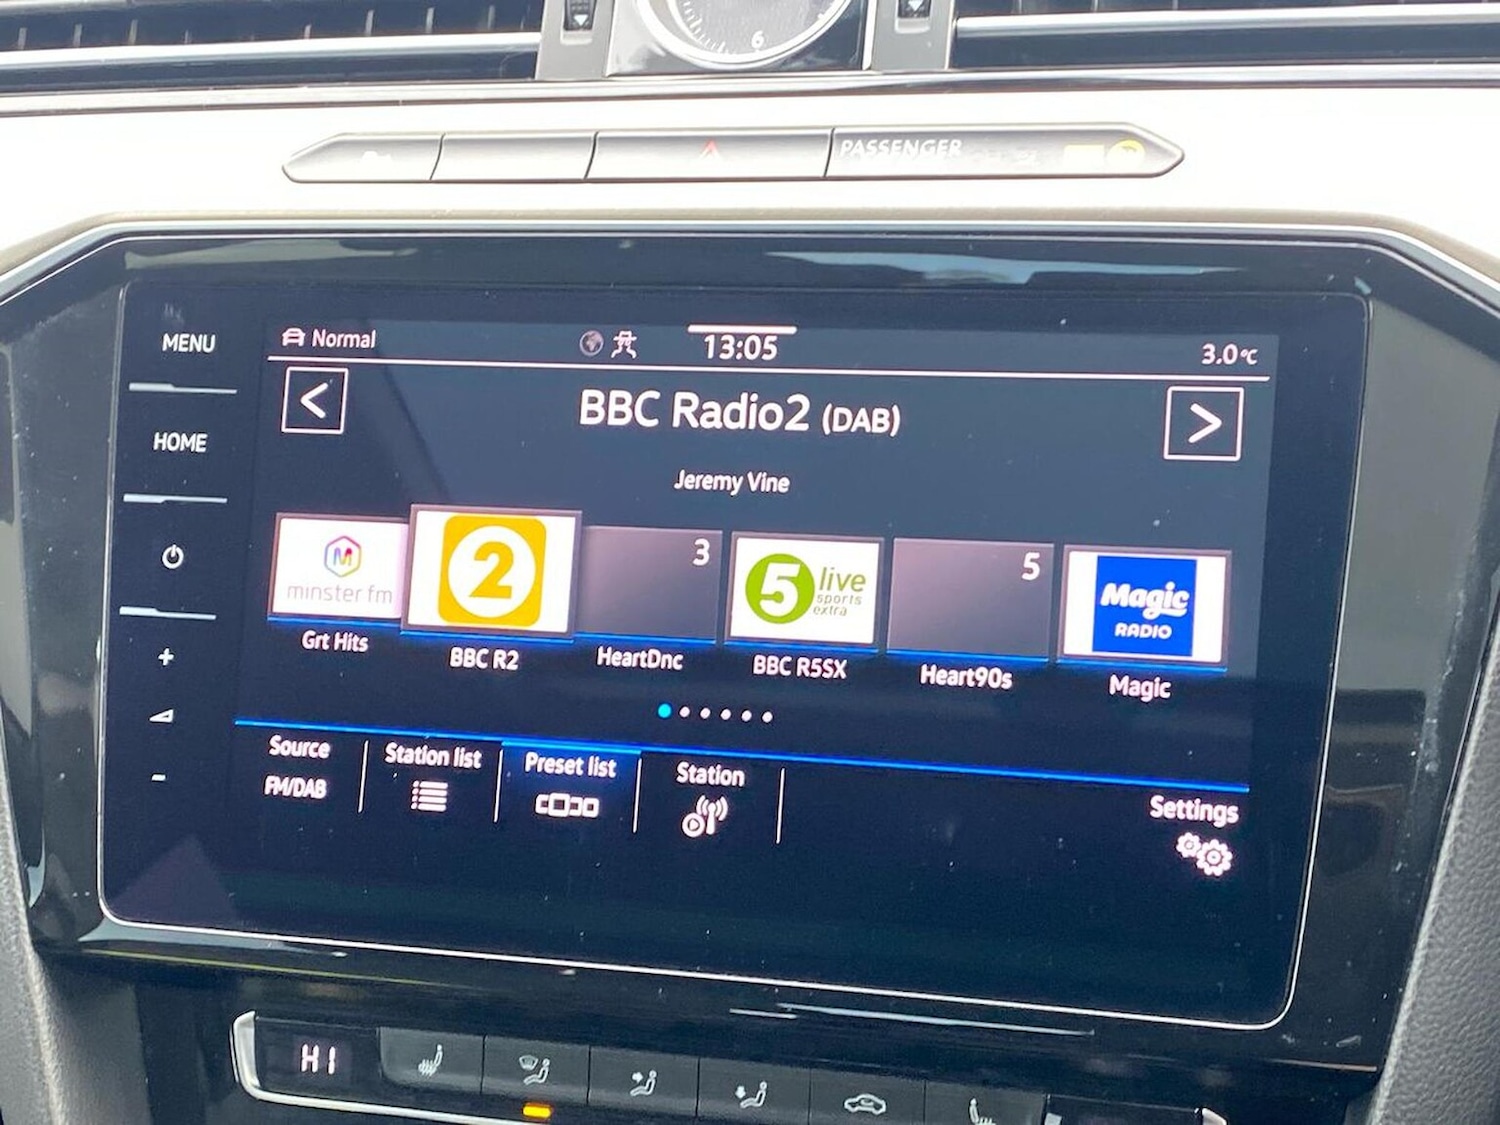 6
PASSENGER
MENU
HOME
+
-
Normal
13:05
3.0°C
<
BBC Radio2 (DAB)
>
Jeremy Vine
M
minster fm
2
3
5
live
sports
extra
5
Magic
RADIO
Grt Hits
BBC R2
HeartDnc
BBC R5SX
Heart90s
Magic
Source
FM/DAB
Station list
Preset list
Station
Settings
HI